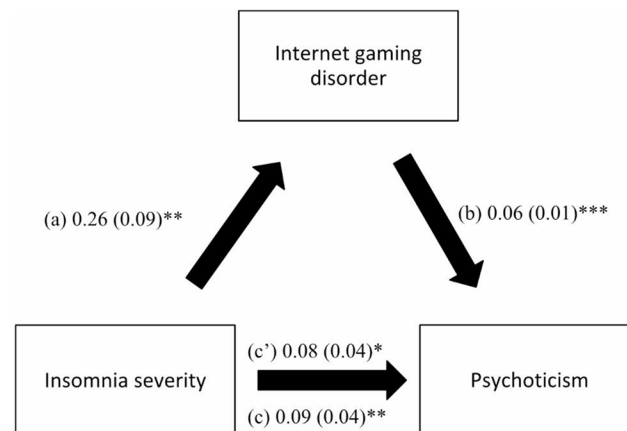 Internet gaming
disorder
(a) 0.26 (0.09)**
(b) 0.06 (0.01)***
Insomnia severity
(c’) 0.08 (0.04)*
(c) 0.09 (0.04)**
Psychoticism